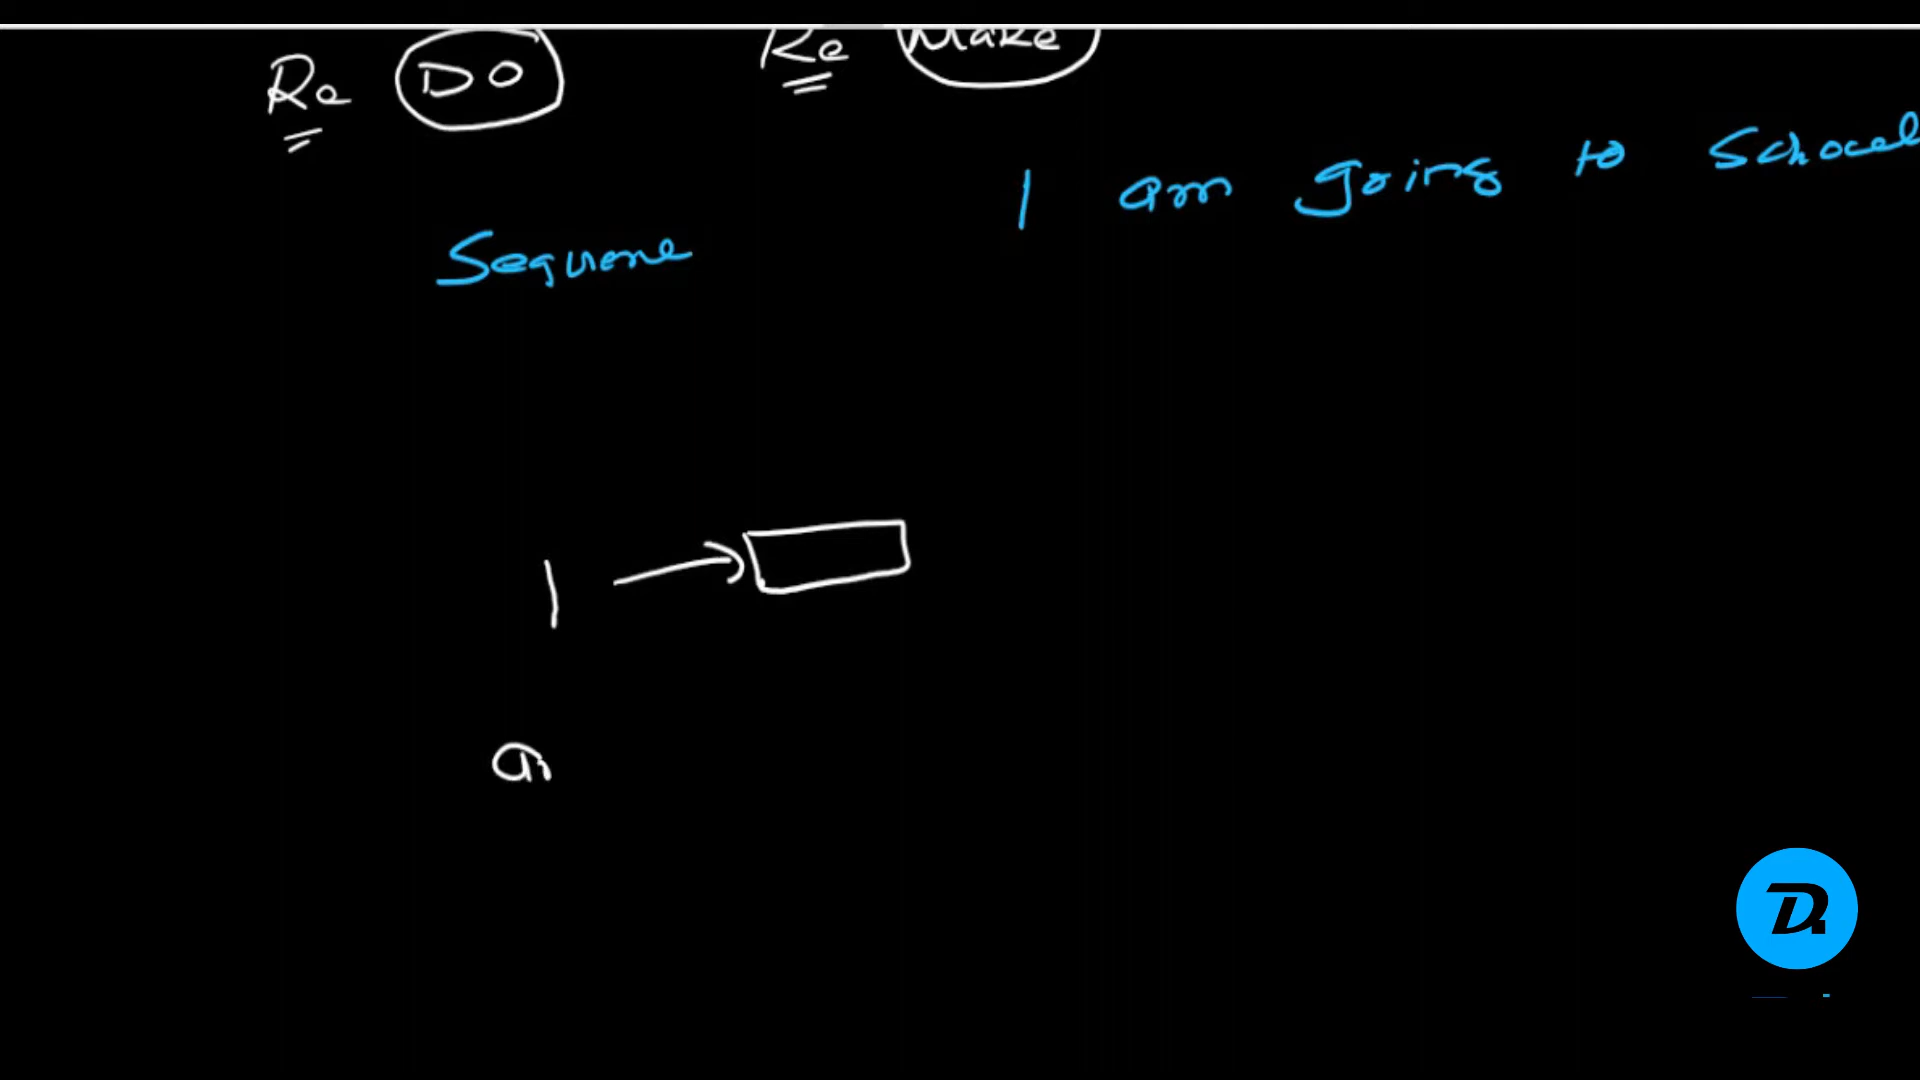 Re Make
Re DO
I am going to School
Sequene
I
a